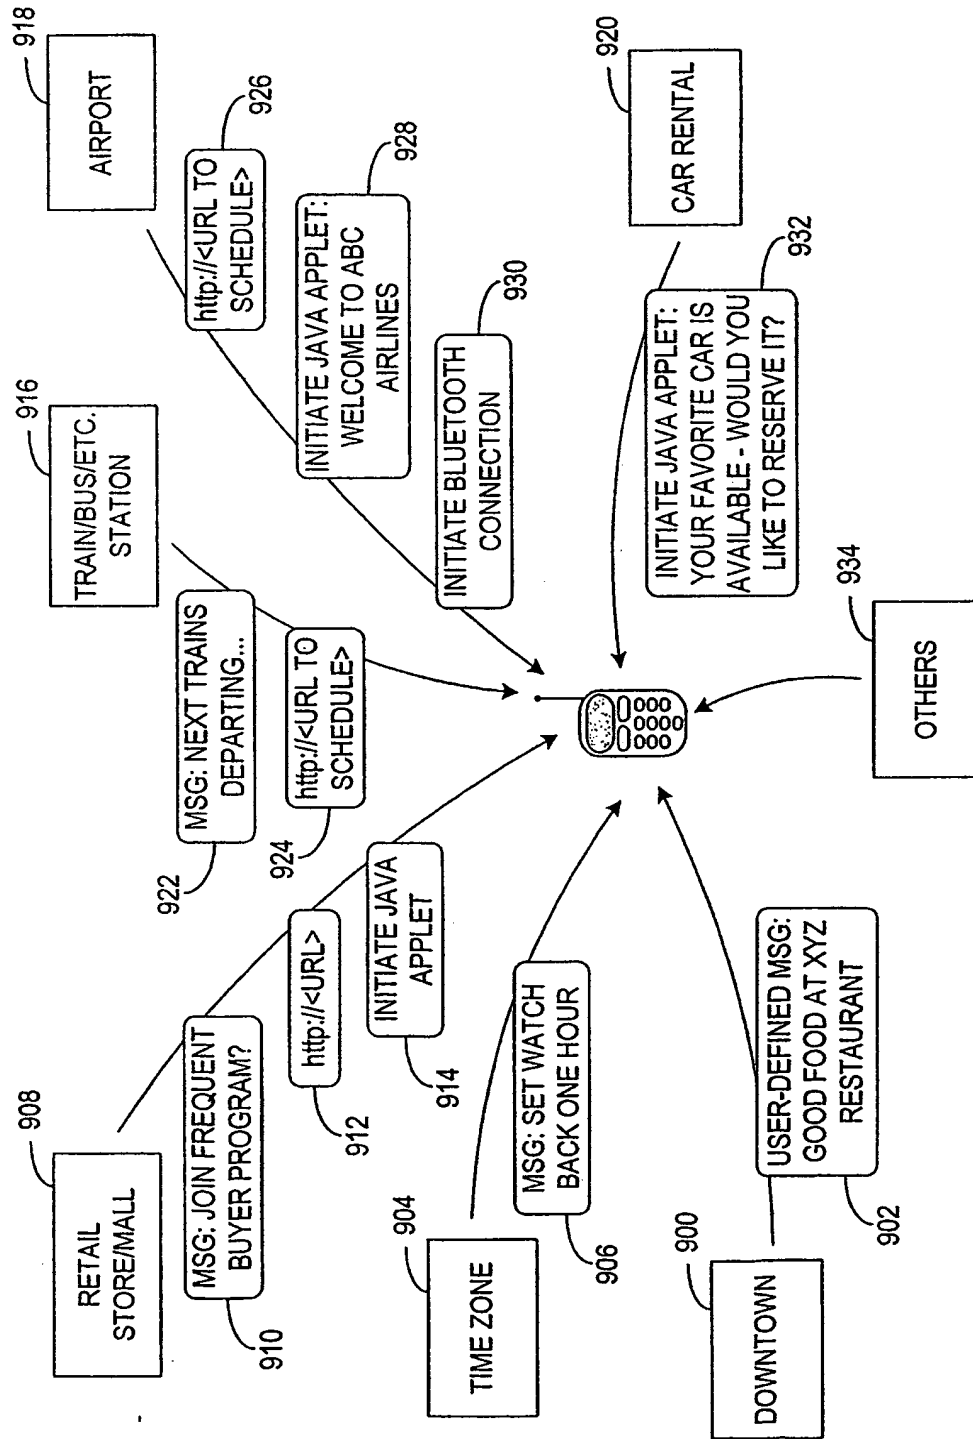 908
RETAIL
STORE/MALL
910
MSG: JOIN FREQUENT
BUYER PROGRAM?
912
http://<URL>
914
INITIATE JAVA
APPLET
916
TRAIN/BUS/ETC.
STATION
922
MSG: NEXT TRAINS
DEPARTING...
924
http://<URL TO
SCHEDULE>
918
AIRPORT
926
http://<URL TO
SCHEDULE>
928
INITIATE JAVA APPLET:
WELCOME TO ABC
AIRLINES
930
INITIATE BLUETOOTH
CONNECTION
904
TIME ZONE
906
MSG: SET WATCH
BACK ONE HOUR
900
DOWNTOWN
902
USER-DEFINED MSG:
GOOD FOOD AT XYZ
RESTAURANT
920
CAR RENTAL
932
INITIATE JAVA APPLET:
YOUR FAVORITE CAR IS
AVAILABLE - WOULD YOU
LIKE TO RESERVE IT?
934
OTHERS